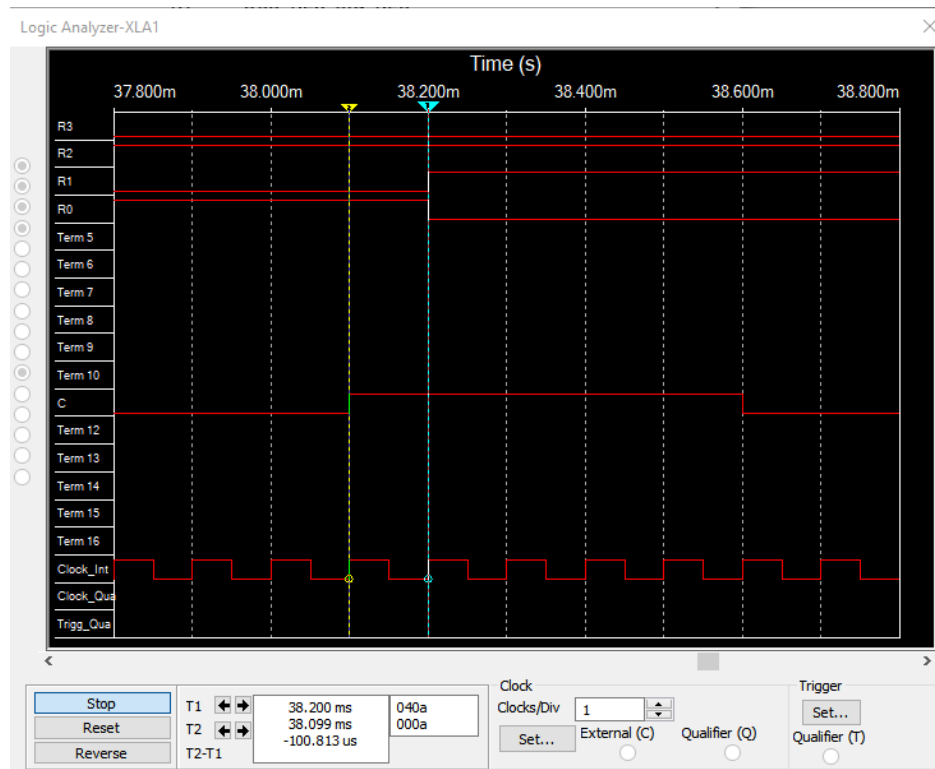 Logic Analyzer-XLA1
Time (s)
37.800m 38.000m 38.200m 38.400m 38.600m 38.800m
R3
R2
R1
R0
Term 5
Term 6
Term 7
Term 8
Term 9
Term 10
C
Term 12
Term 13
Term 14
Term 15
Term 16
Clock_Int
Clock_Qua
Trigg_Qua
Stop
Reset
Reverse
T1 38.200 ms 040a
T2 38.099 ms 000a
T2-T1 -100.813 us
Clock
Clocks/Div 1
Set... External (C) Qualifier (Q)
Trigger
Set...
Qualifier (T)